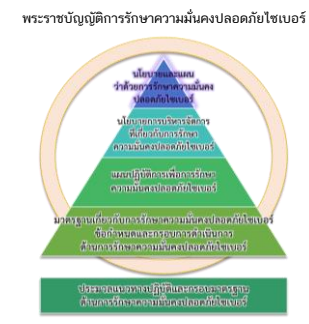 พระราชบัญญัติการรักษาความมั่นคงปลอดภัยไซเบอร์
นโยบายและแผน
ว่าด้วยการรักษาความมั่นคง
ปลอดภัยไซเบอร์
นโยบายการบริหารจัดการ
ที่เกี่ยวกับการรักษา
ความมั่นคงปลอดภัยไซเบอร์
แผนปฏิบัติการเพื่อการรักษา
ความมั่นคงปลอดภัยไซเบอร์
มาตรฐานเกี่ยวกับการรักษาความมั่นคงปลอดภัยไซเบอร์
ข้อกำหนดและกรอบการดำเนินการ
ด้านการรักษาความมั่นคงปลอดภัยไซเบอร์
ประมวลแนวทางปฏิบัติและกรอบมาตรฐาน
ด้านการรักษาความมั่นคงปลอดภัยไซเบอร์